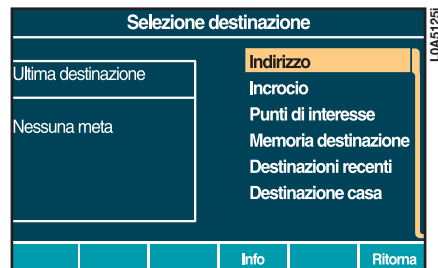 Selezione destinazione
Ultima destinazione
Nessuna meta
Indirizzo
Incrocio
Punti di interesse
Memoria destinazione
Destinazioni recenti
Destinazione casa
Info
Ritorna
L0A5125i